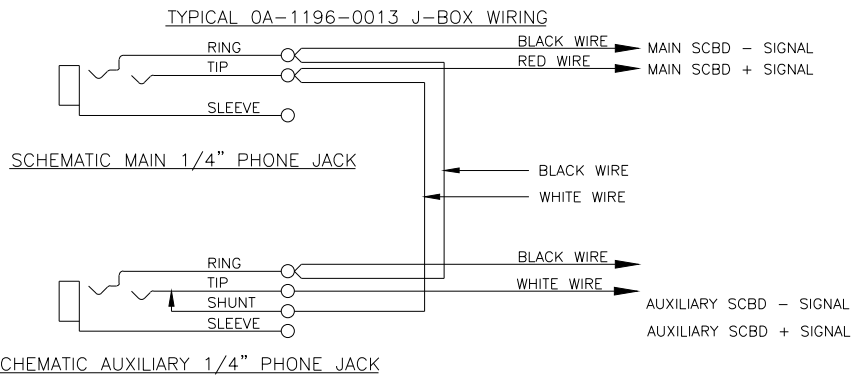 TYPICAL 0A-1196-0013 J-BOX WIRING
RING
BLACK WIRE
MAIN SCBD - SIGNAL
TIP
RED WIRE
MAIN SCBD + SIGNAL
SLEEVE
SCHEMATIC MAIN 1/4" PHONE JACK
BLACK WIRE
WHITE WIRE
RING
BLACK WIRE
TIP
WHITE WIRE
SHUNT
AUXILIARY SCBD - SIGNAL
SLEEVE
AUXILIARY SCBD + SIGNAL
CHEMATIC AUXILIARY 1/4" PHONE JACK